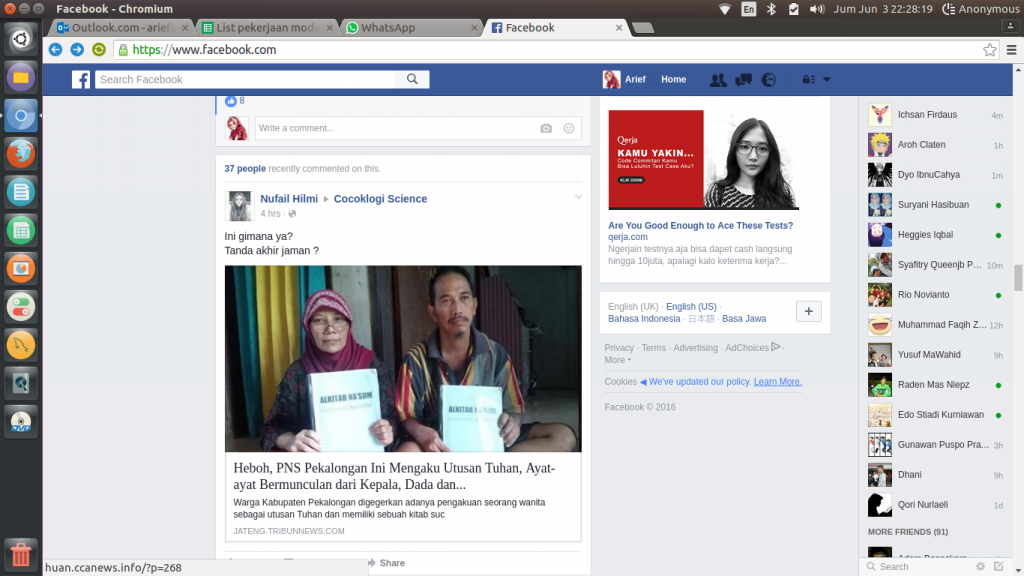 Facebook - Chromium
En
Jum Jun 3 22:28:19
Anonymous
Outlook.com - ariefs
List pekerjaan modu
WhatsApp
Facebook
https://www.facebook.com
Search Facebook
Arief
Home
8
Write a comment...
37 people recently commented on this.
Nufail Hilmi ▸ Cocoklogi Science
4 hrs ·
Ini gimana ya?
Tanda akhir jaman ?
ALKITAB NA'SUM
Heboh, PNS Pekalongan Ini Mengaku Utusan Tuhan, Ayat-
ayat Bermunculan dari Kepala, Dada dan...
Warga Kabupaten Pekalongan digegerkan adanya pengakuan seorang wanita
sebagai utusan Tuhan dan memiliki sebuah kitab suc
JATENG.TRIBUNNEWS.COM
Share
huan.ccanews.info/?p=268
Qerja
KAMU YAKIN...
Code Commitan Kamu
Bisa Luluhin Test Case Aku?
KLIK DISINI
Are You Good Enough to Ace These Tests?
qerja.com
Ngerjain testnya aja bisa dapet cash langsung
hingga 10juta, apalagi kalo keterima kerja?...
English (UK) · English (US) ·
Bahasa Indonesia · 日本語 · Basa Jawa
+
Privacy · Terms · Advertising · AdChoices ·
More
Cookies ◀ We've updated our policy. Learn More.
Facebook © 2016
Ichsan Firdaus 4m
Aroh Claten 1h
Dyo IbnuCahya 1m
Suryani Hasibuan
Heggies Iqbal
Syafitry Queenjb P... 10m
Rio Novianto
Muhammad Faqih Z... 12h
Yusuf MaWahid 9h
Raden Mas Niepz
Edo Stiadi Kurniawan
Gunawan Puspo Pra... 3h
Dhani 9h
Qori Nurlaeli 1d
MORE FRIENDS (91)
Search